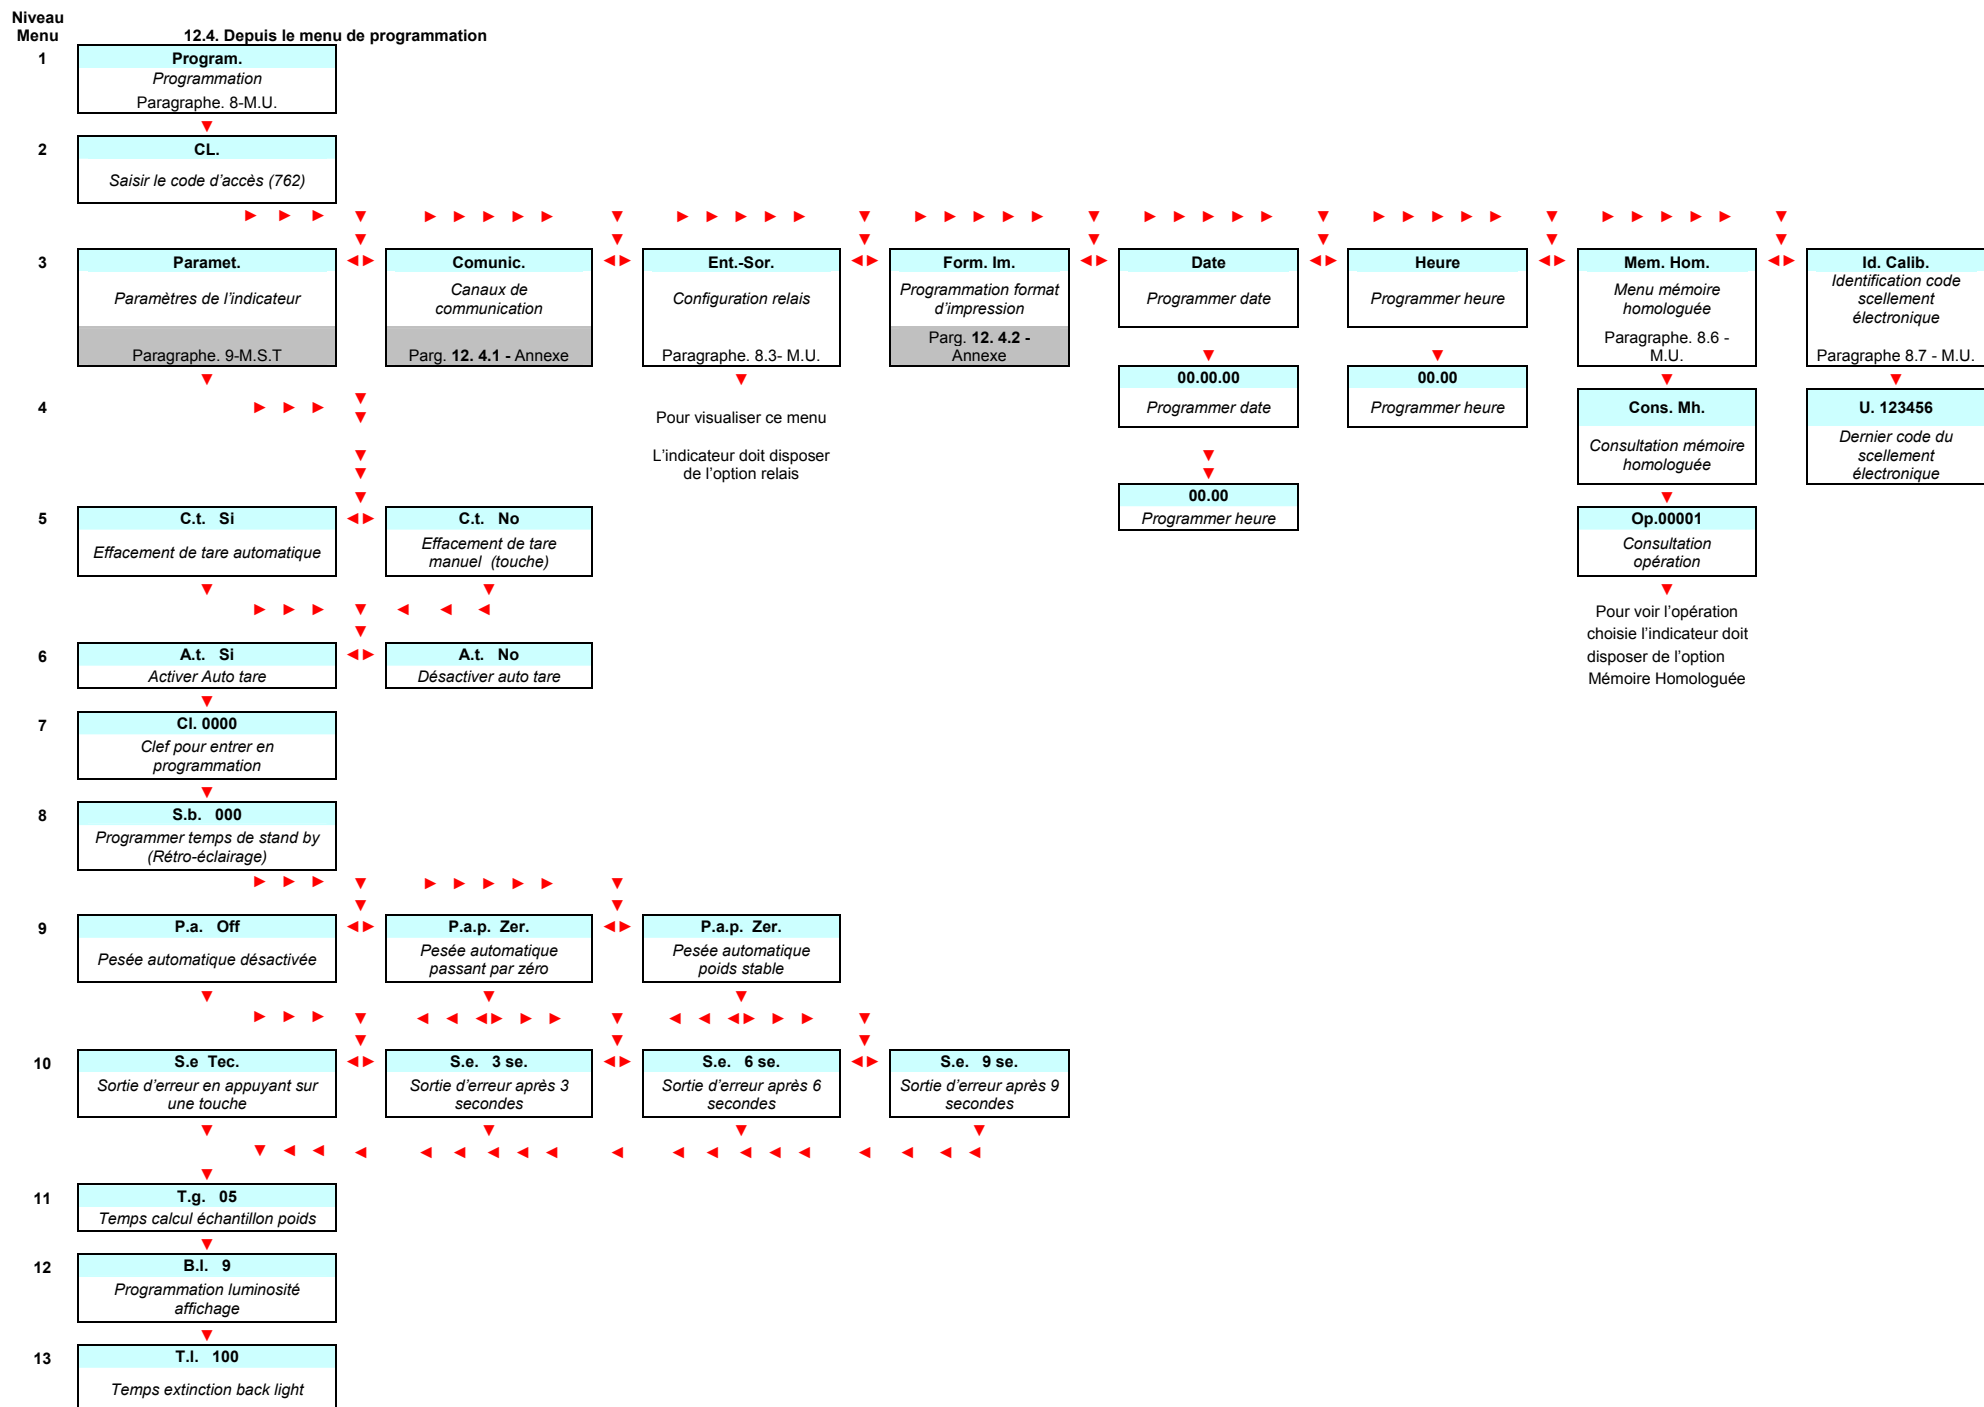 Niveau
Menu
12.4. Depuis le menu de programmation
1
Program.
Programmation
Paragraphe. 8-M.U.
2
CL.
Saisir le code d'accès (762)
3
Paramet.
Paramètres de l'indicateur
Paragraphe. 9-M.S.T
Comunic.
Canaux de
communication
Parg. 12. 4.1 - Annexe
Ent.-Sor.
Configuration relais
Paragraphe. 8.3- M.U.
Form. Im.
Programmation format
d'impression
Parg. 12. 4.2 -
Annexe
Date
Programmer date
Heure
Programmer heure
Mem. Hom.
Menu mémoire
homologuée
Paragraphe. 8.6 -
M.U.
Id. Calib.
Identification code
scellement
électronique
Paragraphe 8.7 - M.U.
4
Pour visualiser ce menu
L'indicateur doit disposer
de l'option relais
00.00.00
Programmer date
00.00
Programmer heure
Cons. Mh.
Consultation mémoire
homologuée
U. 123456
Dernier code du
scellement
électronique
5
C.t. Si
Effacement de tare automatique
C.t. No
Effacement de tare
manuel (touche)
00.00
Programmer heure
Op.00001
Consultation
opération
Pour voir l'opération
choisie l'indicateur doit
disposer de l'option
Mémoire Homologuée
6
A.t. Si
Activer Auto tare
A.t. No
Désactiver auto tare
7
Cl. 0000
Clef pour entrer en
programmation
8
S.b. 000
Programmer temps de stand by
(Rétro-éclairage)
9
P.a. Off
Pesée automatique désactivée
P.a.p. Zer.
Pesée automatique
passant par zéro
P.a.p. Zer.
Pesée automatique
poids stable
10
S.e Tec.
Sortie d'erreur en appuyant sur
une touche
S.e. 3 se.
Sortie d'erreur après 3
secondes
S.e. 6 se.
Sortie d'erreur après 6
secondes
S.e. 9 se.
Sortie d'erreur après 9
secondes
11
T.g. 05
Temps calcul échantillon poids
12
B.l. 9
Programmation luminosité
affichage
13
T.l. 100
Temps extinction back light